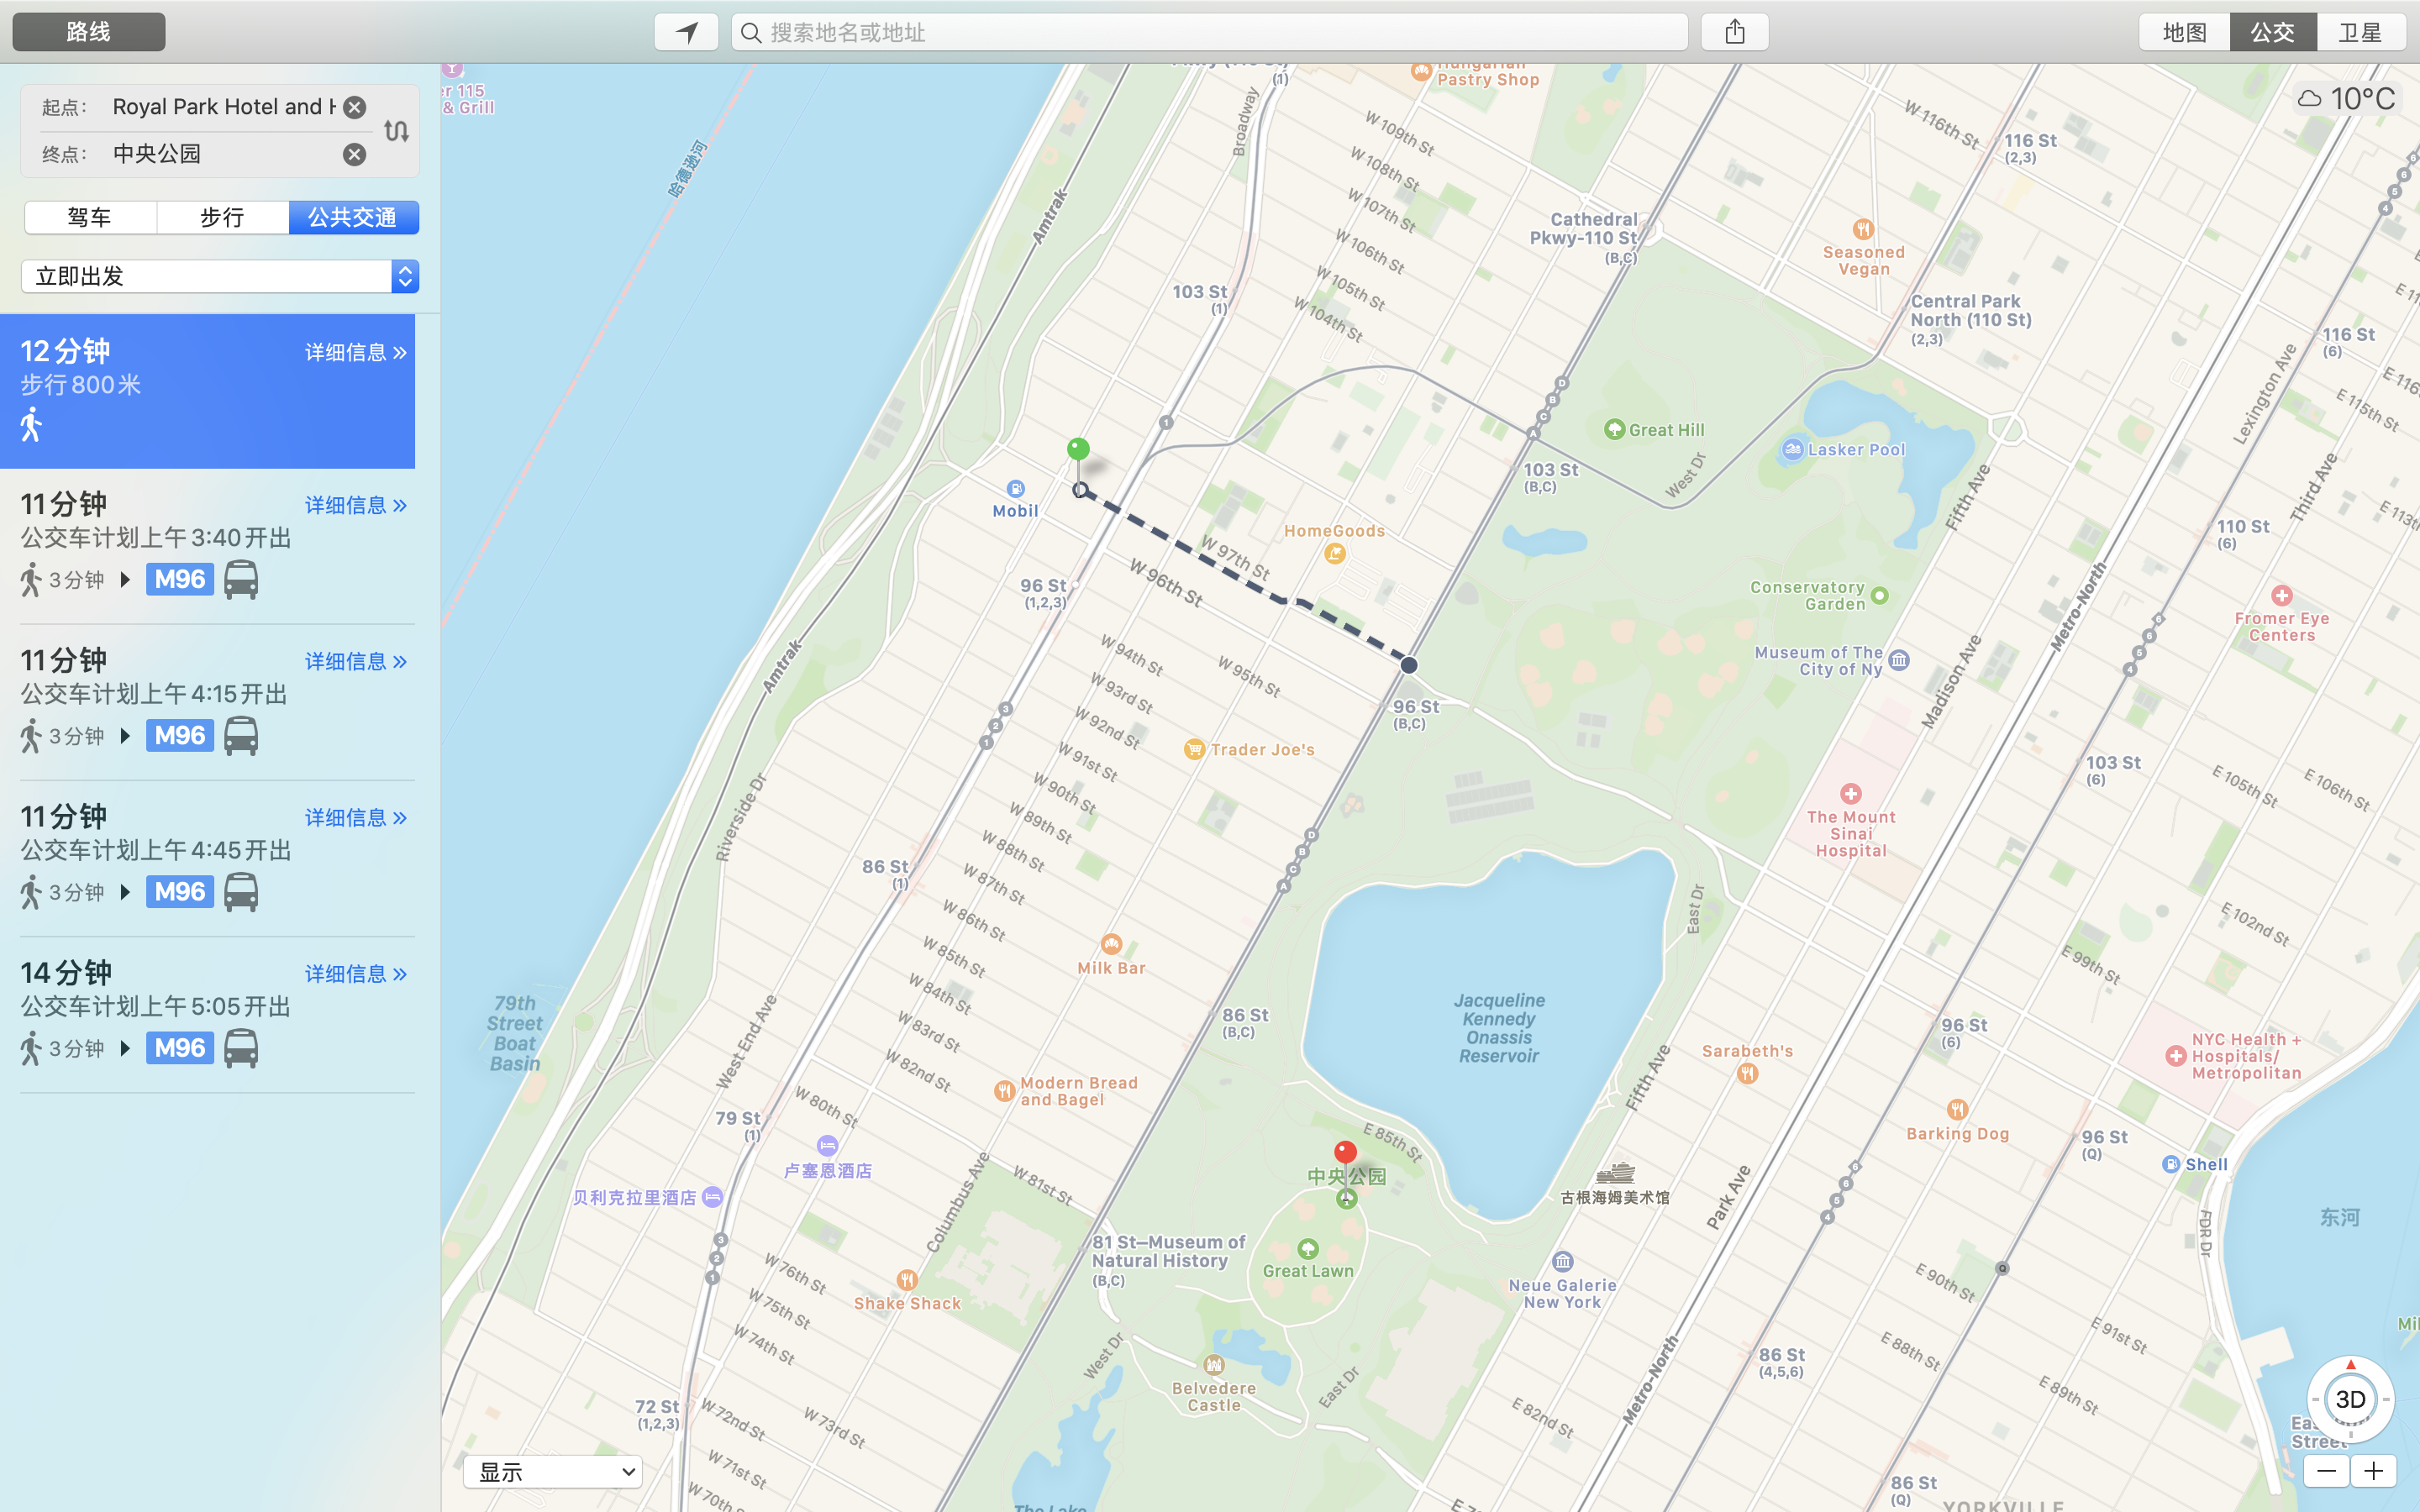 路线
搜索地名或地址
地图
公交
卫星
起点：
Royal Park Hotel and
终点：
中央公园
驾车
步行
公共交通
立即出发
12 分钟
详细信息 »
步行 800 米
11 分钟
详细信息 »
公交车计划上午 3:40 开出
3 分钟
M96
11 分钟
详细信息 »
公交车计划上午 4:15 开出
3 分钟
M96
11 分钟
详细信息 »
公交车计划上午 4:45 开出
3 分钟
M96
14 分钟
详细信息 »
公交车计划上午 5:05 开出
3 分钟
M96
10°C
115
& Grill
哈德逊河
Amtrak
Broadway
(1)
Hungarian
Pastry Shop
W 109th St
W 108th St
W 107th St
W 106th St
W 105th St
W 104th St
103 St
(1)
Cathedral
Pkwy-110 St
(B,C)
W 116th St
116 St
(2,3)
Seasoned
Vegan
Central Park
North (110 St)
(2,3)
116 St
(6)
Lexington Ave
E 115th St
Third Ave
Great Hill
Lasker Pool
West Dr
Fifth Ave
103 St
(B,C)
110 St
(6)
Mobil
HomeGoods
W 97th St
W 96th St
96 St
(1,2,3)
Conservatory
Garden
Museum of The
City of Ny
Metro-North
Madison Ave
Fromer Eye
Centers
Amtrak
W 95th St
W 94th St
W 93rd St
W 92nd St
W 91st St
W 90th St
W 89th St
W 88th St
W 87th St
W 86th St
W 85th St
W 84th St
W 83rd St
W 82nd St
96 St
(B,C)
Trader Joe's
103 St
(6)
E 105th St
E 106th St
The Mount
Sinai
Hospital
Riverside Dr
86 St
(1)
East Dr
E 102nd St
E 99th St
Milk Bar
79th
Street
Boat
Basin
West End Ave
86 St
(B,C)
Jacqueline
Kennedy
Onassis
Reservoir
96 St
(6)
NYC Health +
Hospitals/
Metropolitan
Sarabeth's
Fifth Ave
Modern Bread
and Bagel
79 St
(1)
W 80th St
卢塞恩酒店
贝利克拉里酒店
Columbus Ave
W 81st St
E 85th St
中央公园
古根海姆美术馆
Park Ave
Barking Dog
96 St
(Q)
Shell
FDR Dr
东河
81 St–Museum of
Natural History
(B,C)
Great Lawn
Neue Galerie
New York
W 76th St
W 75th St
W 74th St
Shake Shack
E 90th St
E 91st St
E 88th St
E 89th St
West Dr
East Dr
Belvedere
Castle
Metro-North
86 St
(4,5,6)
E 82nd St
72 St
(1,2,3)
W 72nd St
W 73rd St
W 71st St
W 70th St
The Lake
86 St
(Q)
YORKVILLE
Street
3D
显示